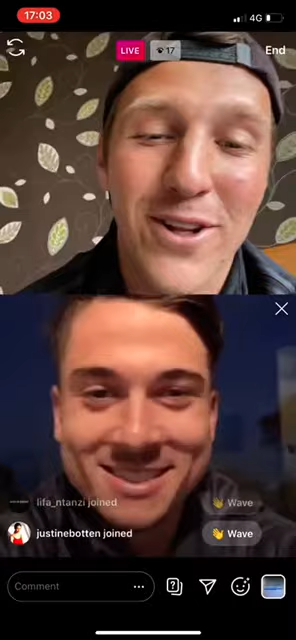 17:03
4G
LIVE
17
End
lifa_ntanzi joined
👋 Wave
justinebotten joined
👋 Wave
Comment